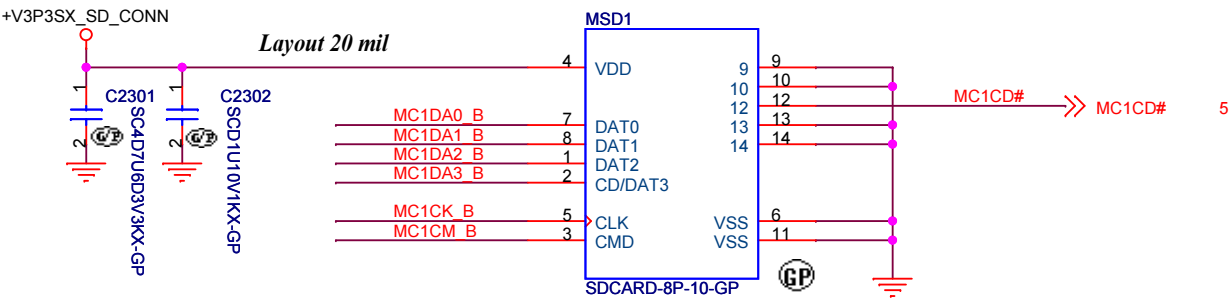 +V3P3SX_SD_CONN
MSD1
Layout 20 mil
4 VDD
9 9
10 10
12 12 MC1CD# MC1CD# 5
13 13
14 14
1 C2301 SC4D7U6D3V3KX-GP 2 G/P
1 C2302 SCD1U10V1KX-GP 2 G/P
MC1DA0_B 7 DAT0
MC1DA1_B 8 DAT1
MC1DA2_B 1 DAT2
MC1DA3_B 2 CD/DAT3
MC1CK_B 5 CLK
MC1CM_B 3 CMD
VSS 6
VSS 11
SDCARD-8P-10-GP
GP